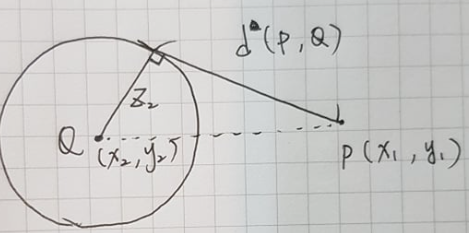 d*(P, Q)
z₂
Q
(x₂, y₂)
P(x₁, y₁)